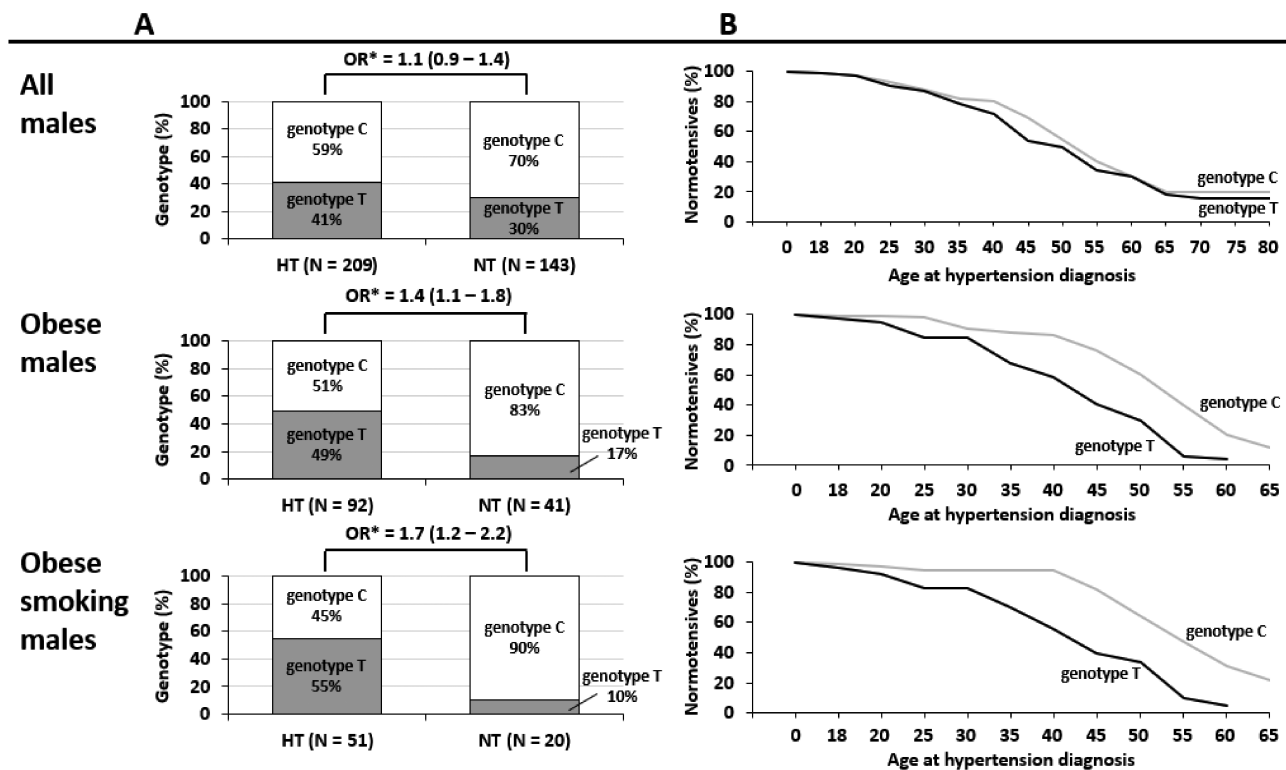 A
B
All
males
OR* = 1.1 (0.9 – 1.4)
Genotype (%)
100
80
60
40
20
0
genotype C
59%
genotype T
41%
genotype C
70%
genotype T
30%
HT (N = 209)
NT (N = 143)
Normotensives (%)
100
80
60
40
20
0
genotype C
genotype T
0 18 20 25 30 35 40 45 50 55 60 65 70 75 80
Age at hypertension diagnosis
Obese
males
OR* = 1.4 (1.1 – 1.8)
Genotype (%)
100
80
60
40
20
0
genotype C
51%
genotype T
49%
genotype C
83%
genotype T
17%
HT (N = 92)
NT (N = 41)
Normotensives (%)
100
80
60
40
20
0
genotype C
genotype T
0 18 20 25 30 35 40 45 50 55 60 65
Age at hypertension diagnosis
Obese
smoking
males
OR* = 1.7 (1.2 – 2.2)
Genotype (%)
100
80
60
40
20
0
genotype C
45%
genotype T
55%
genotype C
90%
genotype T
10%
HT (N = 51)
NT (N = 20)
Normotensives (%)
100
80
60
40
20
0
genotype C
genotype T
0 18 20 25 30 35 40 45 50 55 60 65
Age at hypertension diagnosis